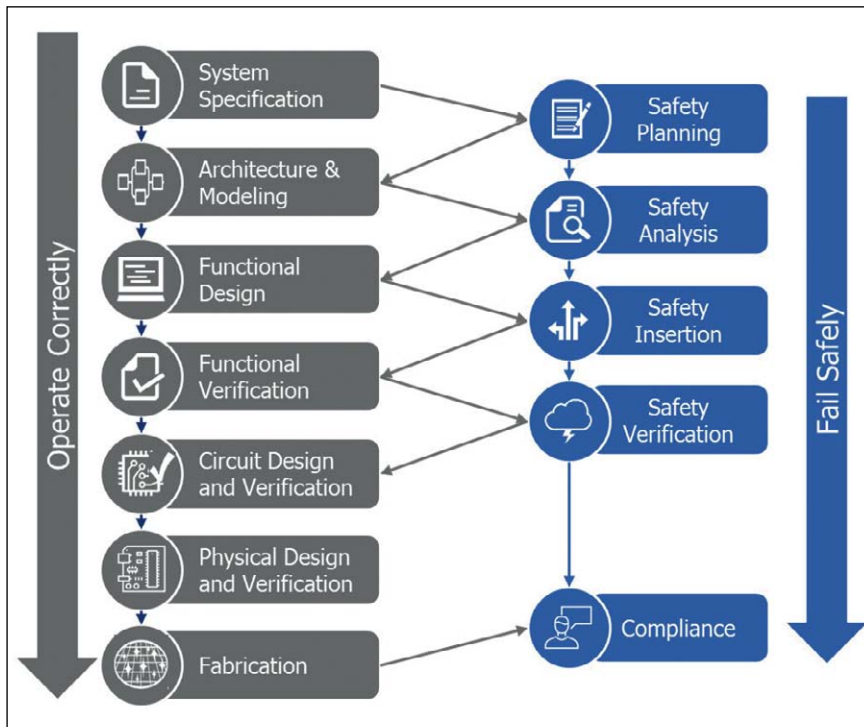 Operate Correctly
System
Specification
Architecture &
Modeling
Functional
Design
Functional
Verification
Circuit Design
and Verification
Physical Design
and Verification
Fabrication
Safety
Planning
Safety
Analysis
Safety
Insertion
Safety
Verification
Compliance
Fail Safely